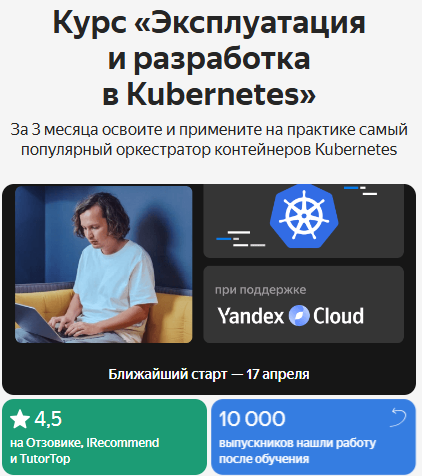 Курс «Эксплуатация
и разработка
в Kubernetes»
За 3 месяца освоите и примените на практике самый
популярный оркестратор контейнеров Kubernetes
при поддержке
Yandex Cloud
Ближайший старт — 17 апреля
4,5
на Отзовике, IRecommend
и TutorTop
10 000
выпускников нашли работу
после обучения